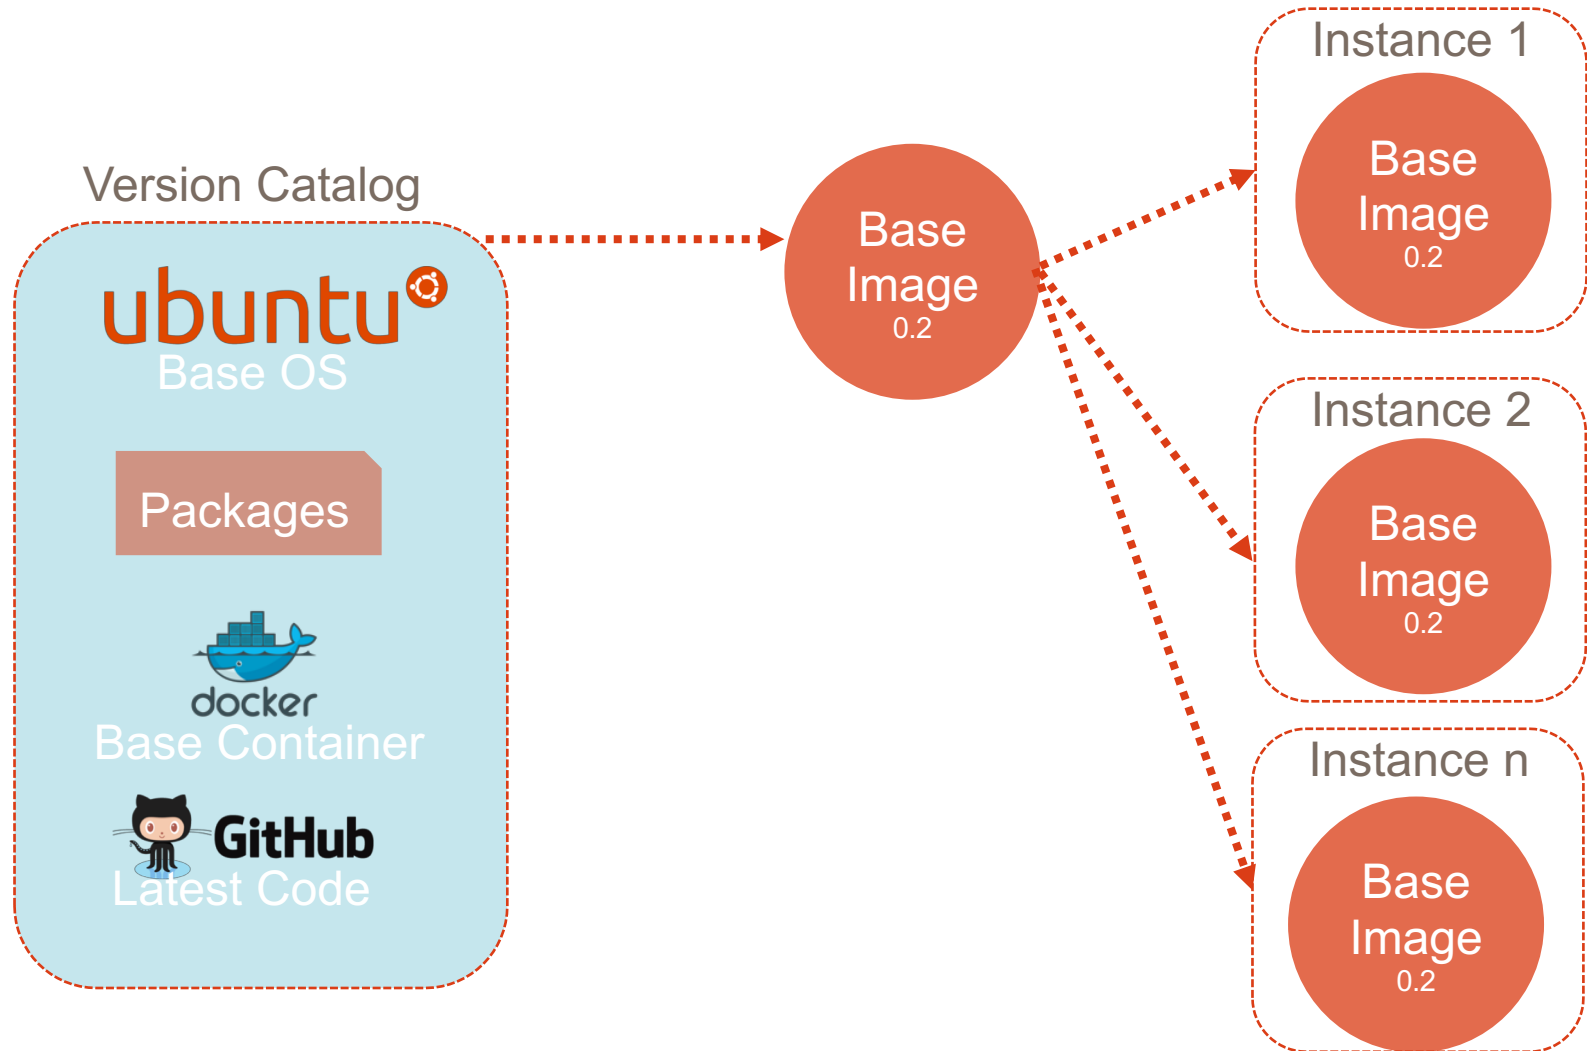 Version Catalog
ubuntu
Base OS
Packages
docker
Base Container
GitHub
Latest Code
Base
Image
0.2
Instance 1
Base
Image
0.2
Instance 2
Base
Image
0.2
Instance n
Base
Image
0.2